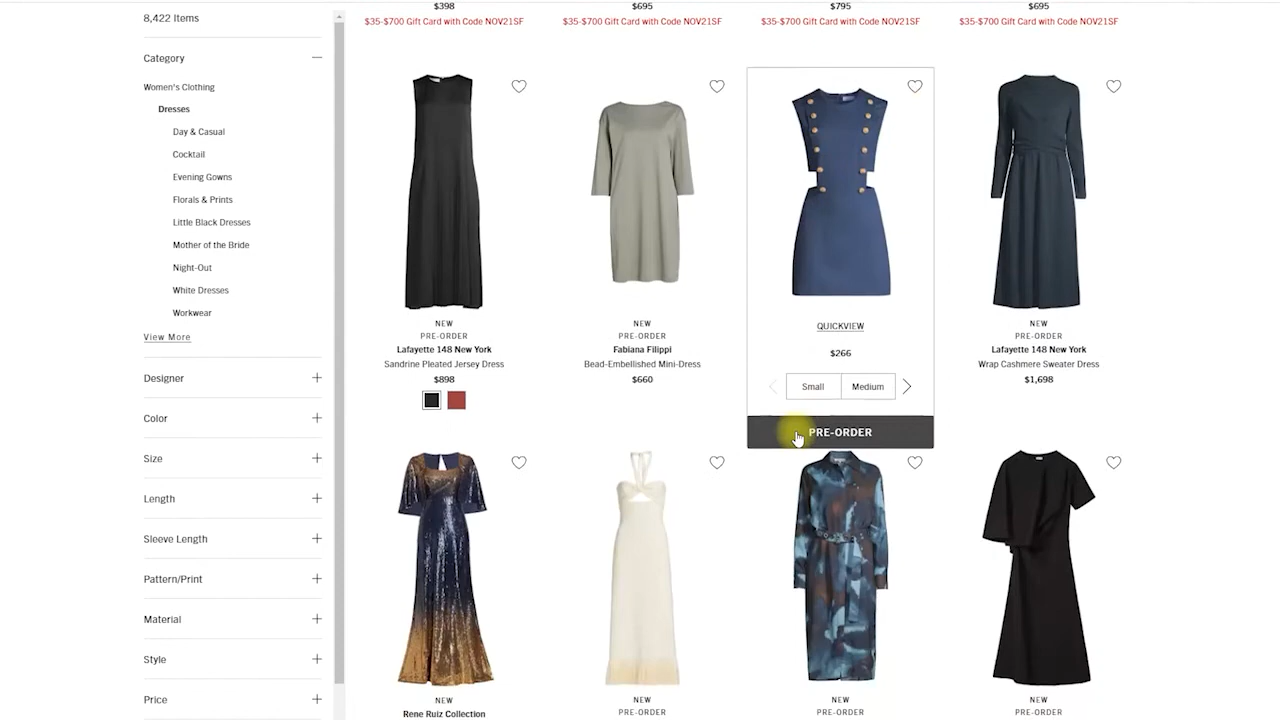 8,422 Items
Category
Women's Clothing
Dresses
Day & Casual
Cocktail
Evening Gowns
Florals & Prints
Little Black Dresses
Mother of the Bride
Night-Out
White Dresses
Workwear
View More
Designer
Color
Size
Length
Sleeve Length
Pattern/Print
Material
Style
Price
$398
$35-$700 Gift Card with Code NOV21SF
$695
$35-$700 Gift Card with Code NOV21SF
$795
$35-$700 Gift Card with Code NOV21SF
$695
$35-$700 Gift Card with Code NOV21SF
NEW
PRE-ORDER
Lafayette 148 New York
Sandrine Pleated Jersey Dress
$898
NEW
PRE-ORDER
Fabiana Filippi
Bead-Embellished Mini-Dress
$660
QUICKVIEW
$266
Small
Medium
PRE-ORDER
NEW
PRE-ORDER
Lafayette 148 New York
Wrap Cashmere Sweater Dress
$1,698
NEW
Rene Ruiz Collection
NEW
PRE-ORDER
NEW
PRE-ORDER
NEW
PRE-ORDER